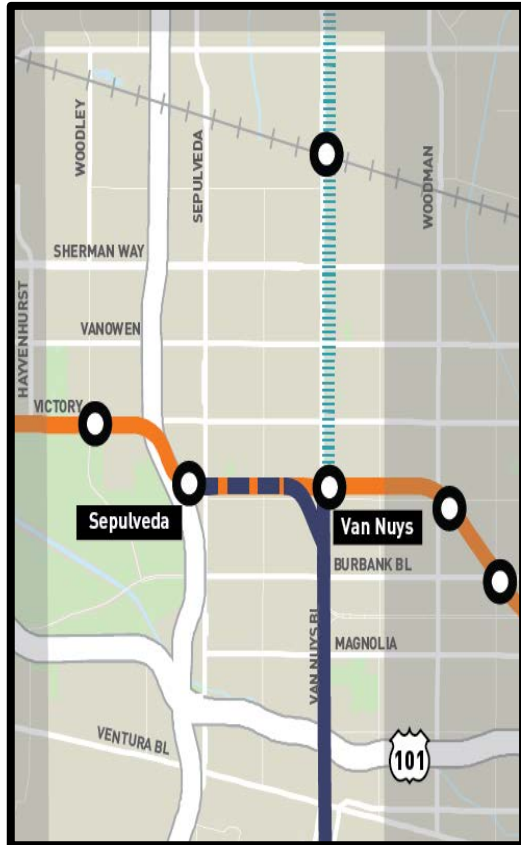 WOODLEY
SEPULVEDA
WOODMAN
SHERMAN WAY
HAYVENHURST
VANOWEN
VICTORY
Sepulveda
Van Nuys
BURBANK BL
VAN NUYS BL
MAGNOLIA
VENTURA BL
101